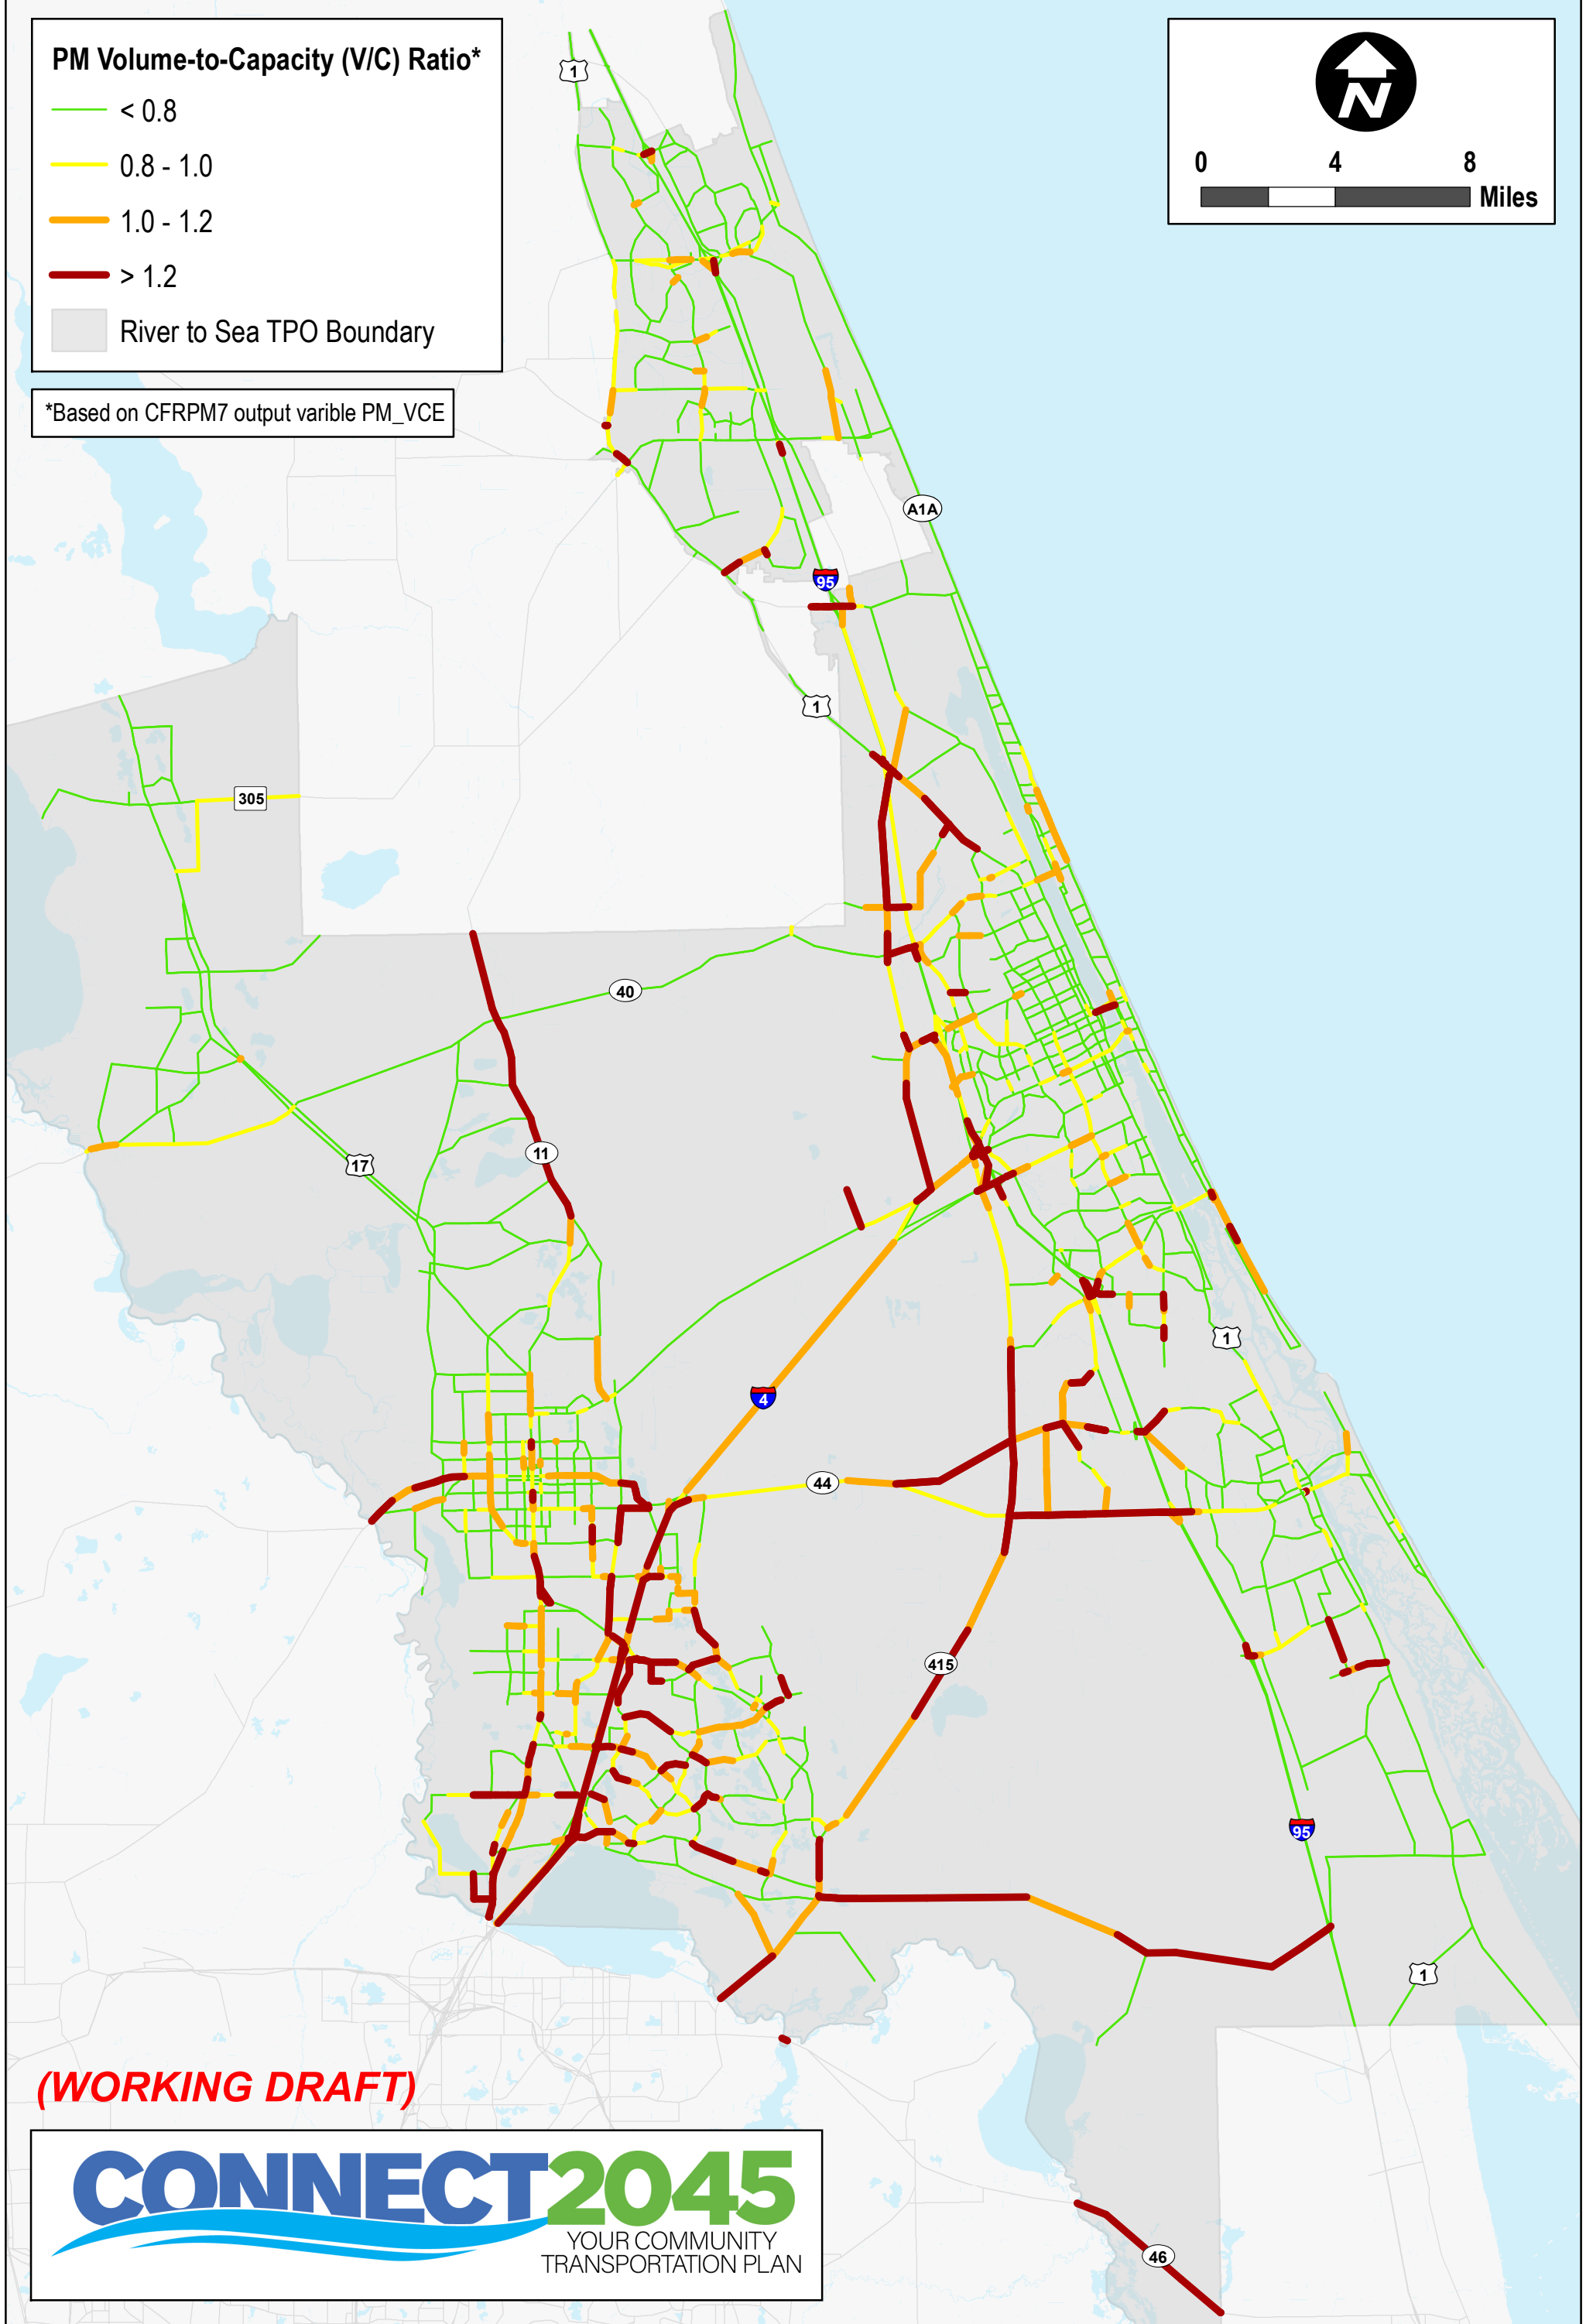 PM Volume-to-Capacity (V/C) Ratio*
< 0.8
0.8 - 1.0
1.0 - 1.2
> 1.2
River to Sea TPO Boundary
*Based on CFRPM7 output varible PM_VCE
N
0 4 8
Miles
1
A1A
95
1
305
40
11
17
1
4
44
415
95
1
46
(WORKING DRAFT)
CONNECT2045
YOUR COMMUNITY
TRANSPORTATION PLAN